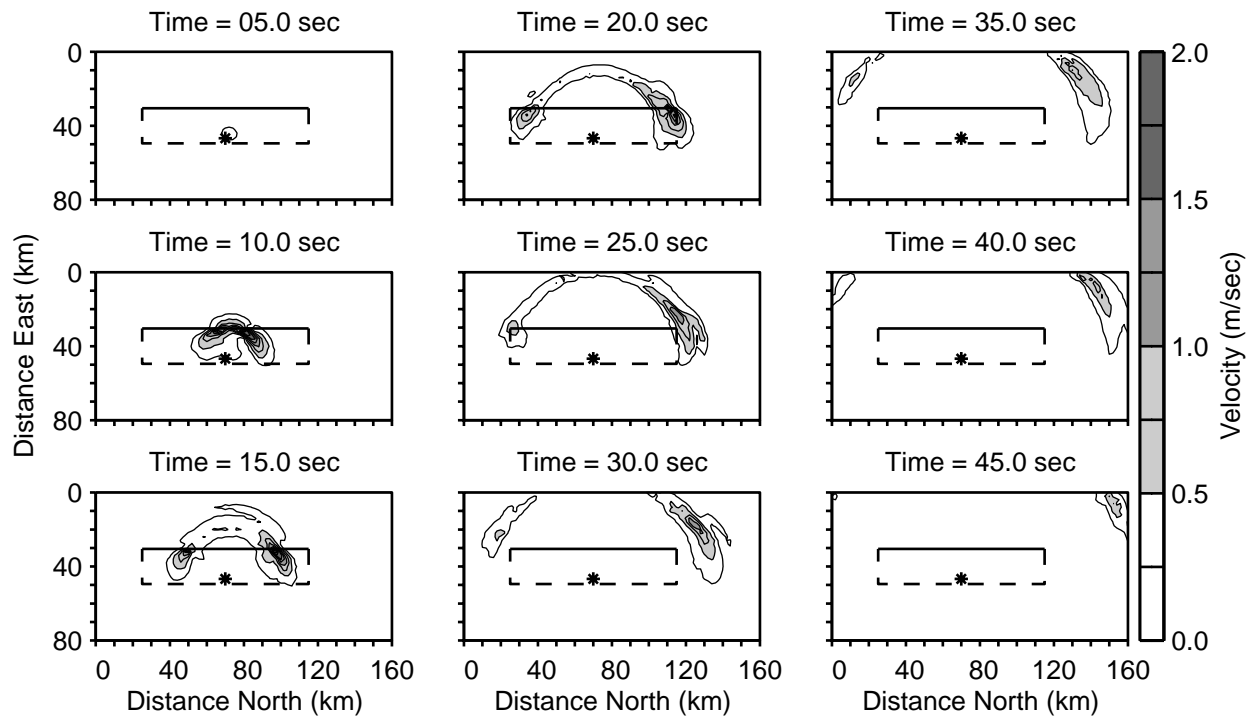 Time = 05.0 sec
Time = 20.0 sec
Time = 35.0 sec
0
40
80
2.0
1.5
1.0
0.5
0.0
Time = 10.0 sec
Time = 25.0 sec
Time = 40.0 sec
0
40
80
Distance East (km)
Velocity (m/sec)
Time = 15.0 sec
Time = 30.0 sec
Time = 45.0 sec
0
40
80
0 40 80 120 160
0 40 80 120 160
0 40 80 120 160
Distance North (km)
Distance North (km)
Distance North (km)